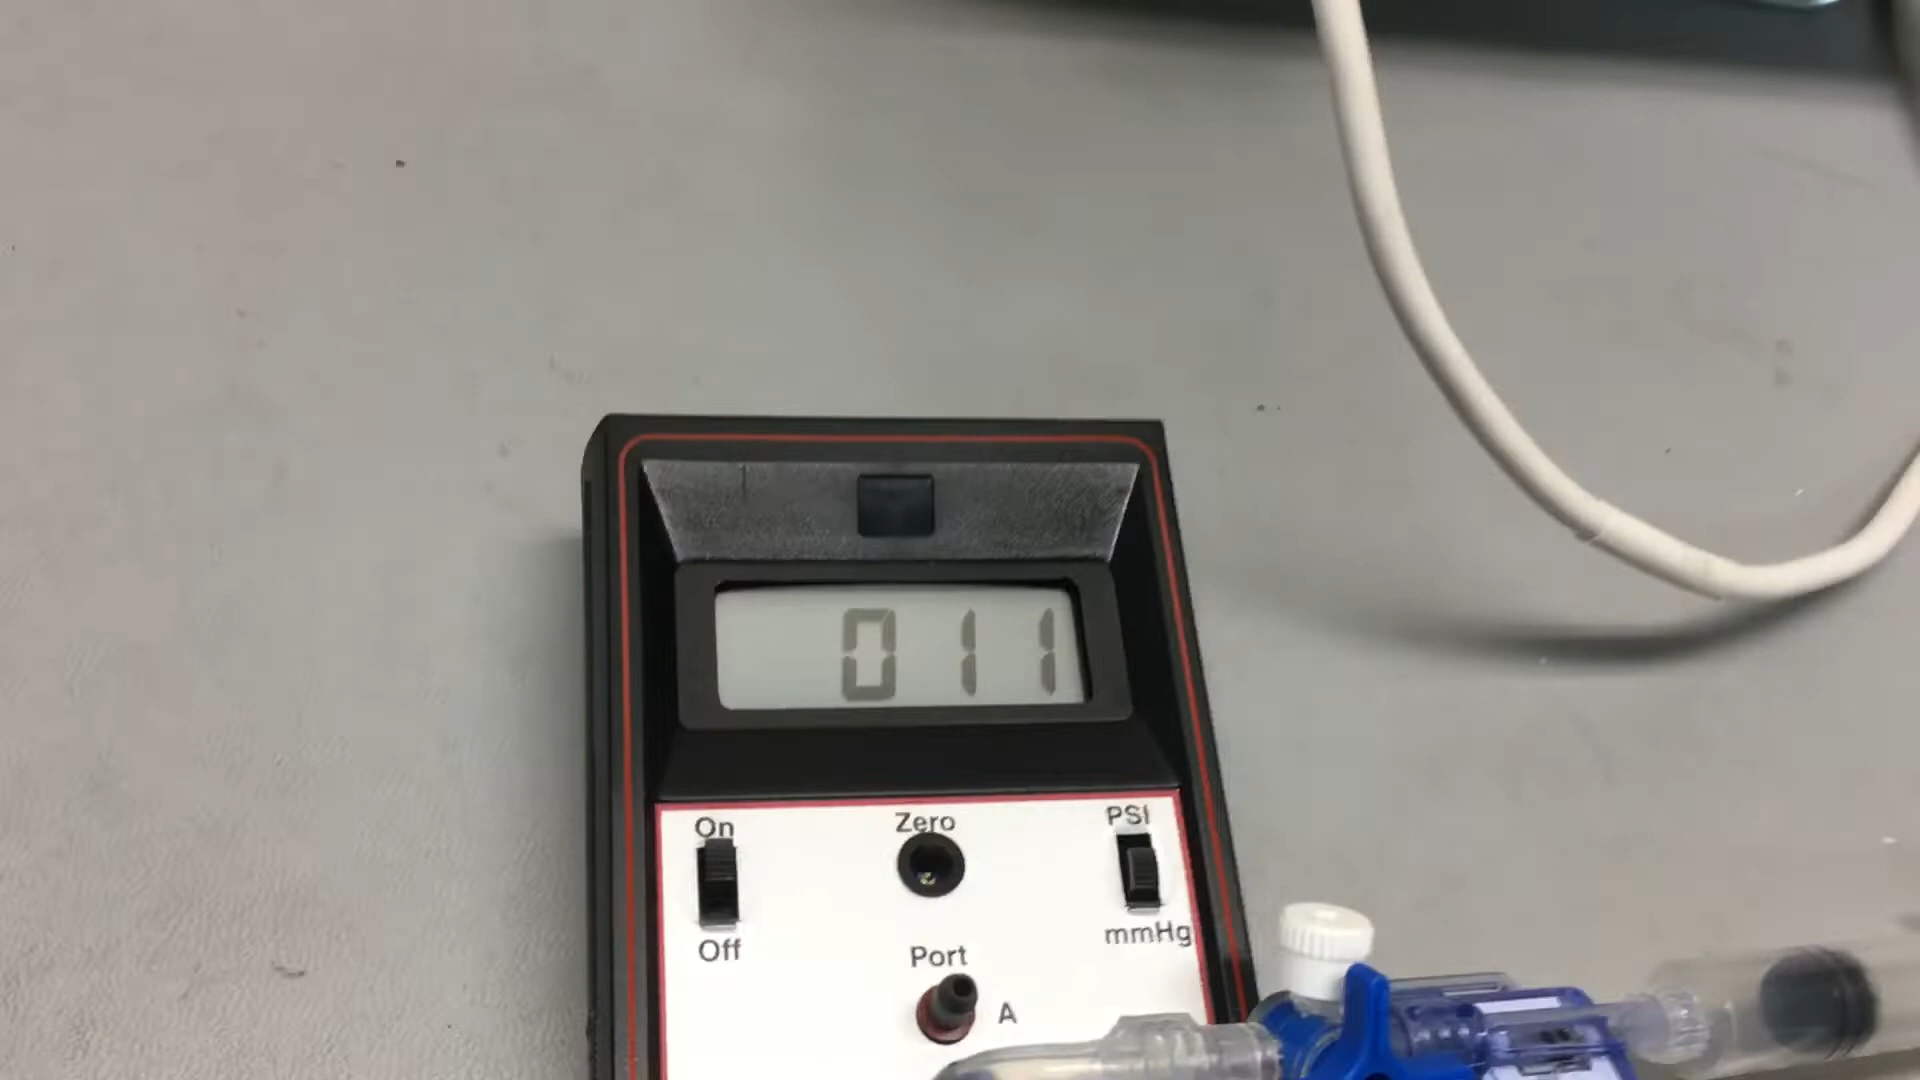 011
On
Zero
PSI
Off
mmHg
Port
A